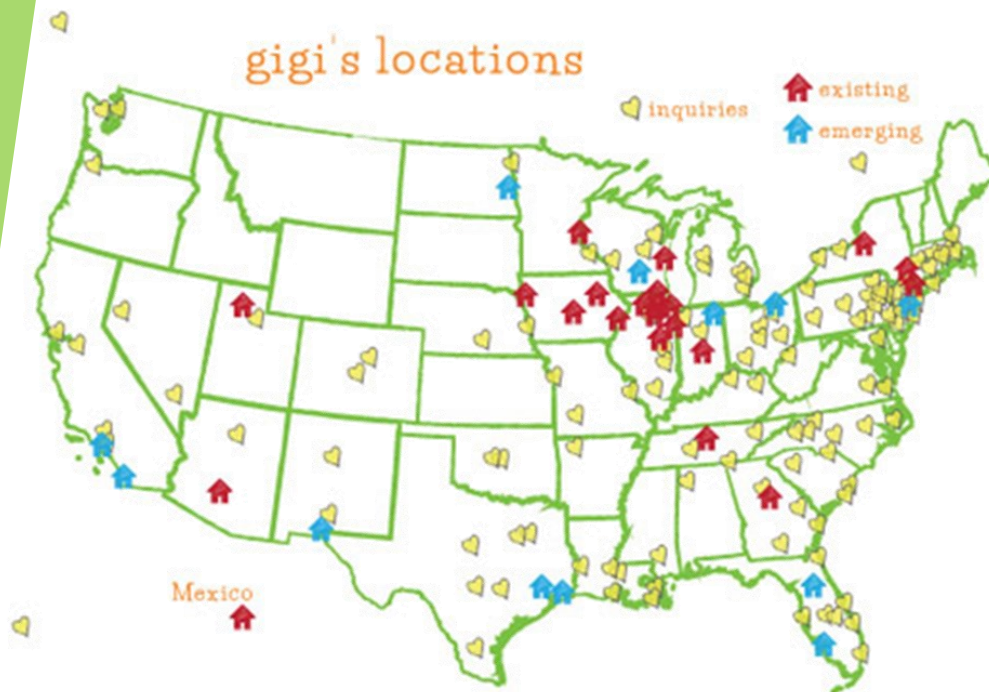 gigi's locations
inquiries
existing
emerging
Mexico